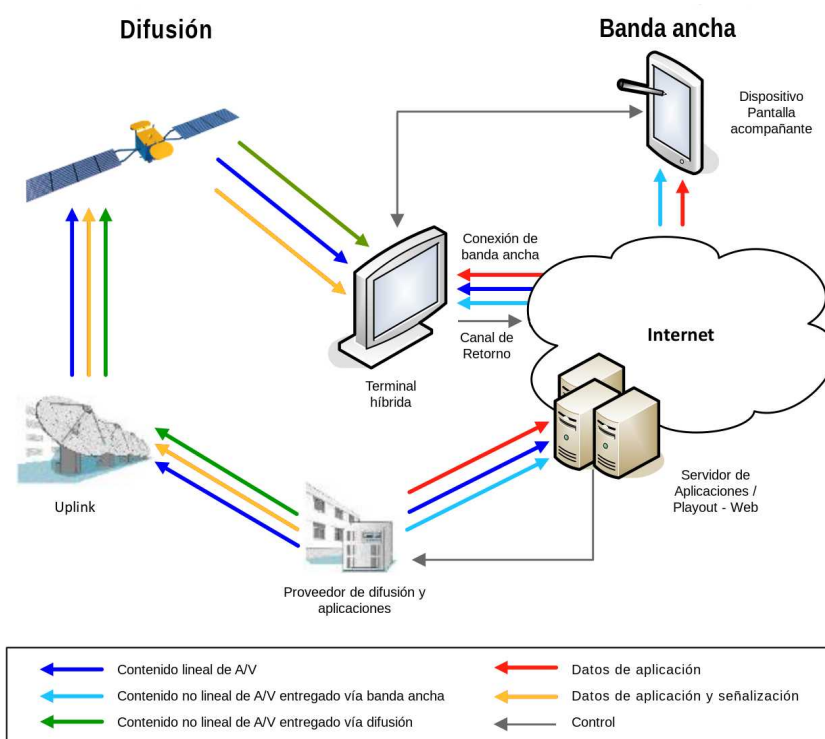 Difusión
Banda ancha
Dispositivo
Pantalla
acompañante
Conexión de
banda ancha
Internet
Canal de
Retorno
Terminal
híbrida
Servidor de
Aplicaciones /
Playout - Web
Uplink
Proveedor de difusión y
aplicaciones
Contenido lineal de A/V
Datos de aplicación
Contenido no lineal de A/V entregado vía banda ancha
Datos de aplicación y señalización
Contenido no lineal de A/V entregado vía difusión
Control